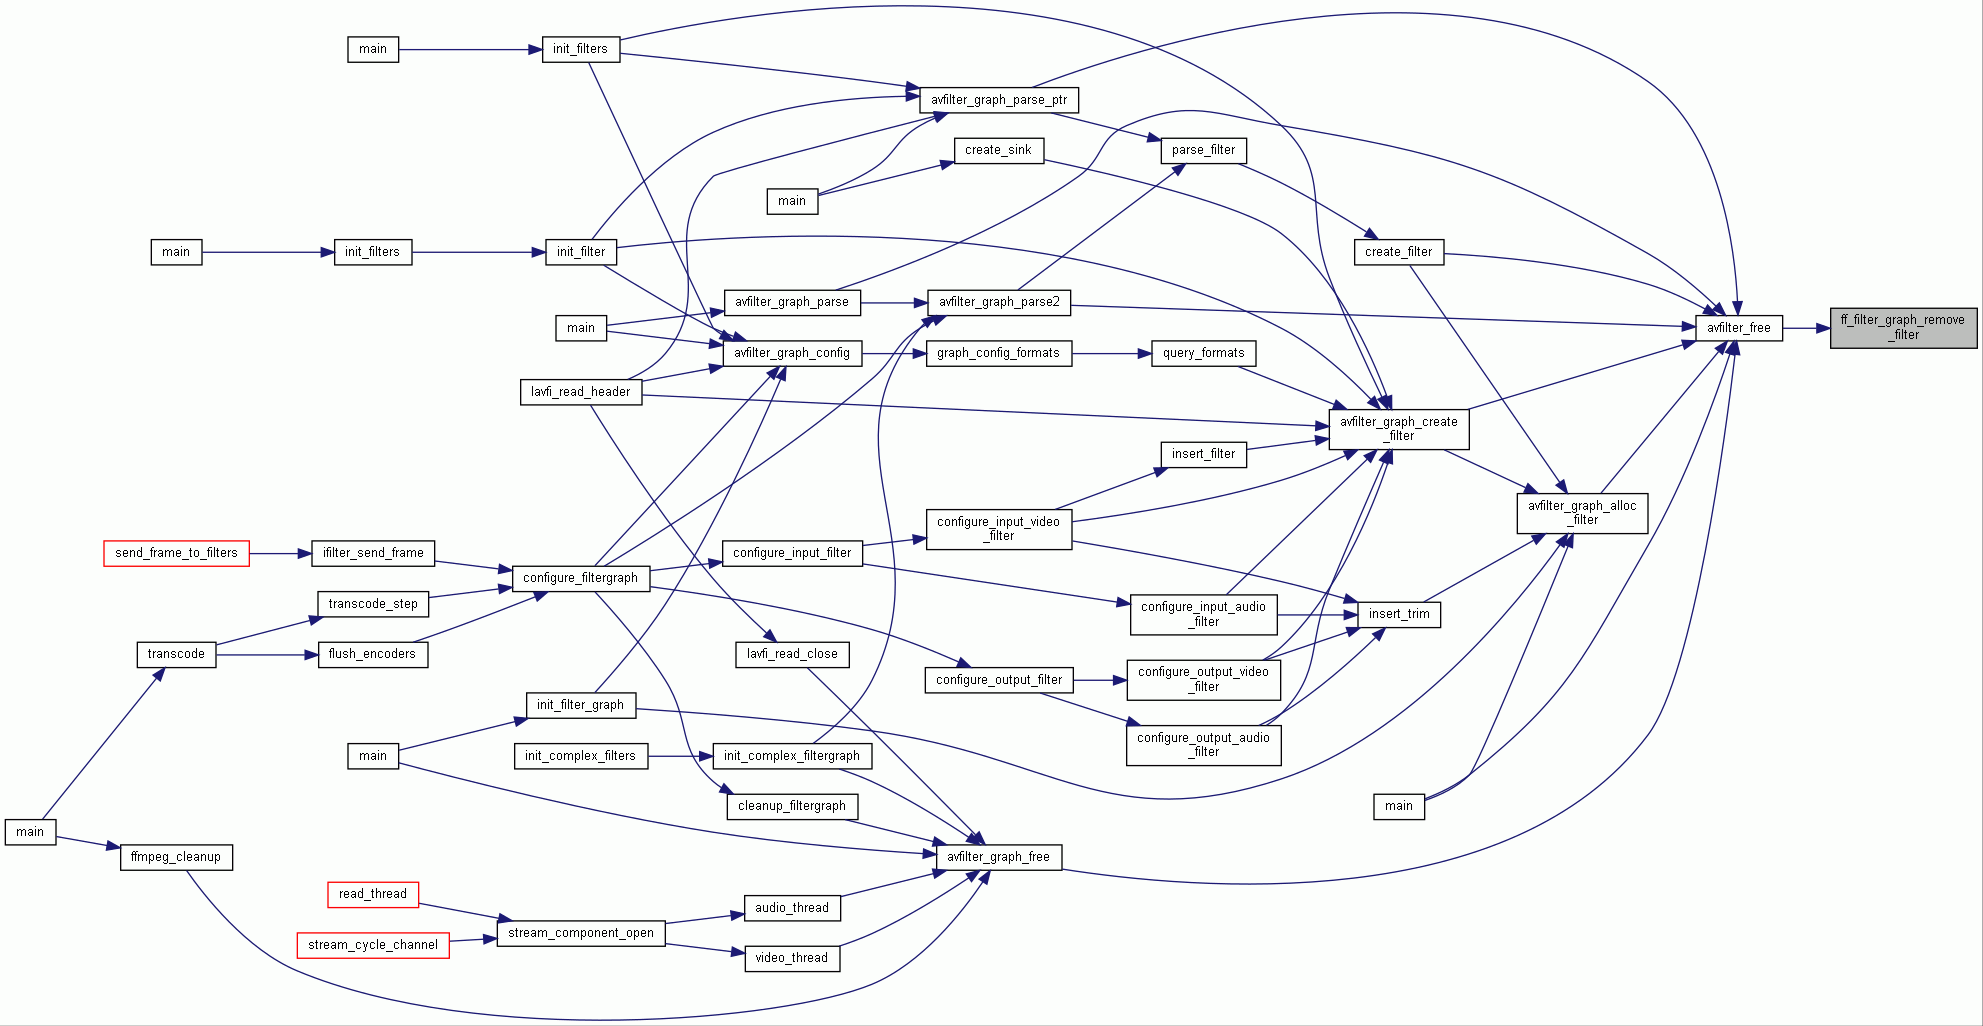 main
init_filters
avfilter_graph_parse_ptr
create_sink
parse_filter
main
main
init_filters
init_filter
create_filter
avfilter_graph_parse
avfilter_graph_parse2
main
avfilter_free
ff_filter_graph_remove
_filter
avfilter_graph_config
graph_config_formats
query_formats
lavfi_read_header
avfilter_graph_create
_filter
insert_filter
avfilter_graph_alloc
_filter
configure_input_video
_filter
send_frame_to_filters
ifilter_send_frame
configure_input_filter
configure_filtergraph
transcode_step
configure_input_audio
_filter
insert_trim
transcode
flush_encoders
lavfi_read_close
configure_output_filter
configure_output_video
_filter
init_filter_graph
configure_output_audio
_filter
main
init_complex_filters
init_complex_filtergraph
cleanup_filtergraph
main
main
ffmpeg_cleanup
avfilter_graph_free
read_thread
audio_thread
stream_component_open
stream_cycle_channel
video_thread